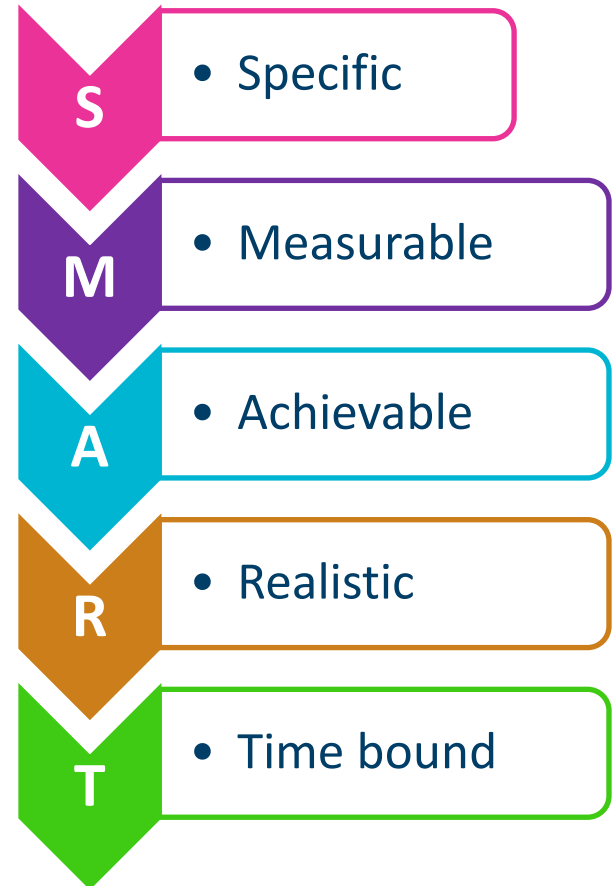 S
• Specific
M
• Measurable
A
• Achievable
R
• Realistic
T
• Time bound